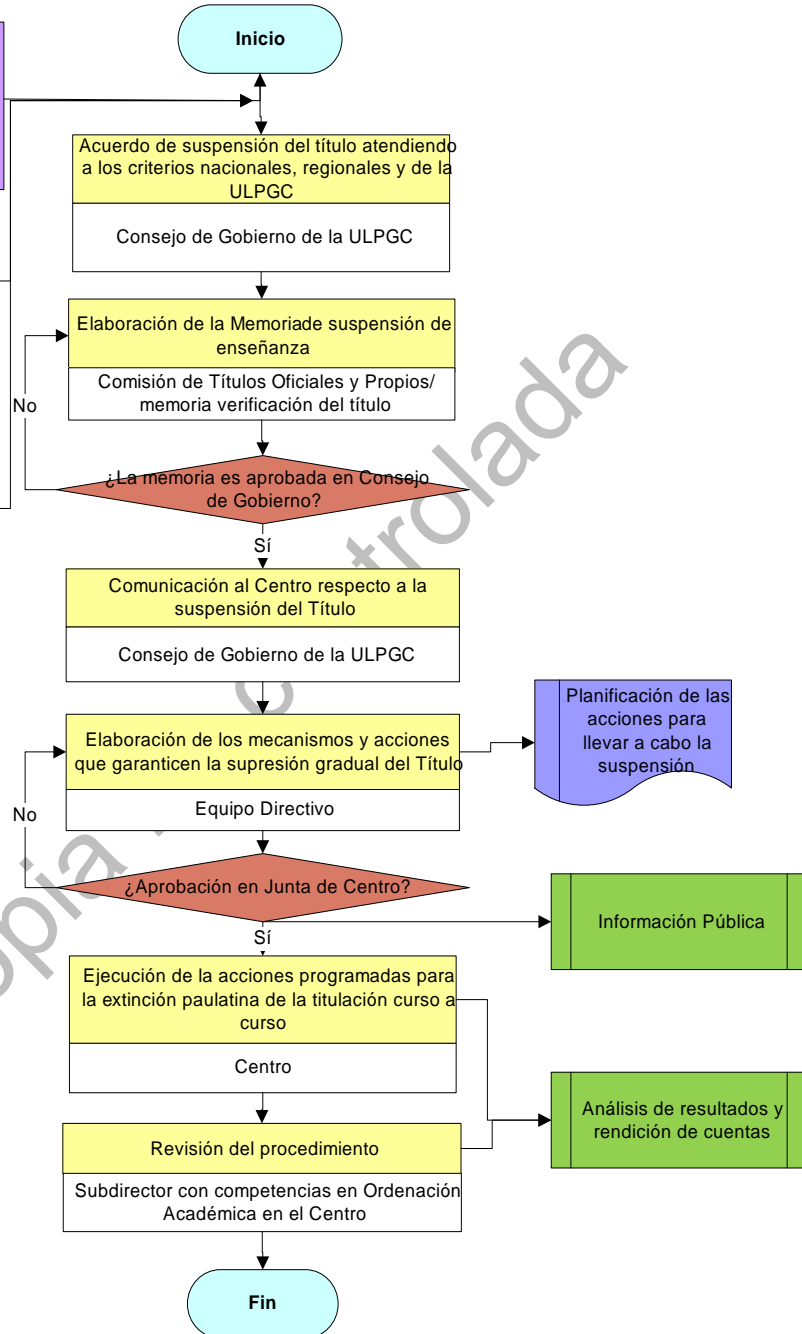 Inicio
Acuerdo de suspensión del título atendiendo
a los criterios nacionales, regionales y de la
ULPGC
Consejo de Gobierno de la ULPGC
Elaboración de la Memoriade suspensión de
enseñanza
Comisión de Títulos Oficiales y Propios/
memoria verificación del título
No
¿La memoria es aprobada en Consejo
de Gobierno?
Sí
Comunicación al Centro respecto a la
suspensión del Título
Consejo de Gobierno de la ULPGC
Elaboración de los mecanismos y acciones
que garanticen la supresión gradual del Título
Equipo Directivo
Planificación de las
acciones para
llevar a cabo la
suspensión
No
¿Aprobación en Junta de Centro?
Información Pública
Sí
Ejecución de la acciones programadas para
la extinción paulatina de la titulación curso a
curso
Centro
Análisis de resultados y
rendición de cuentas
Revisión del procedimiento
Subdirector con competencias en Ordenación
Académica en el Centro
Fin